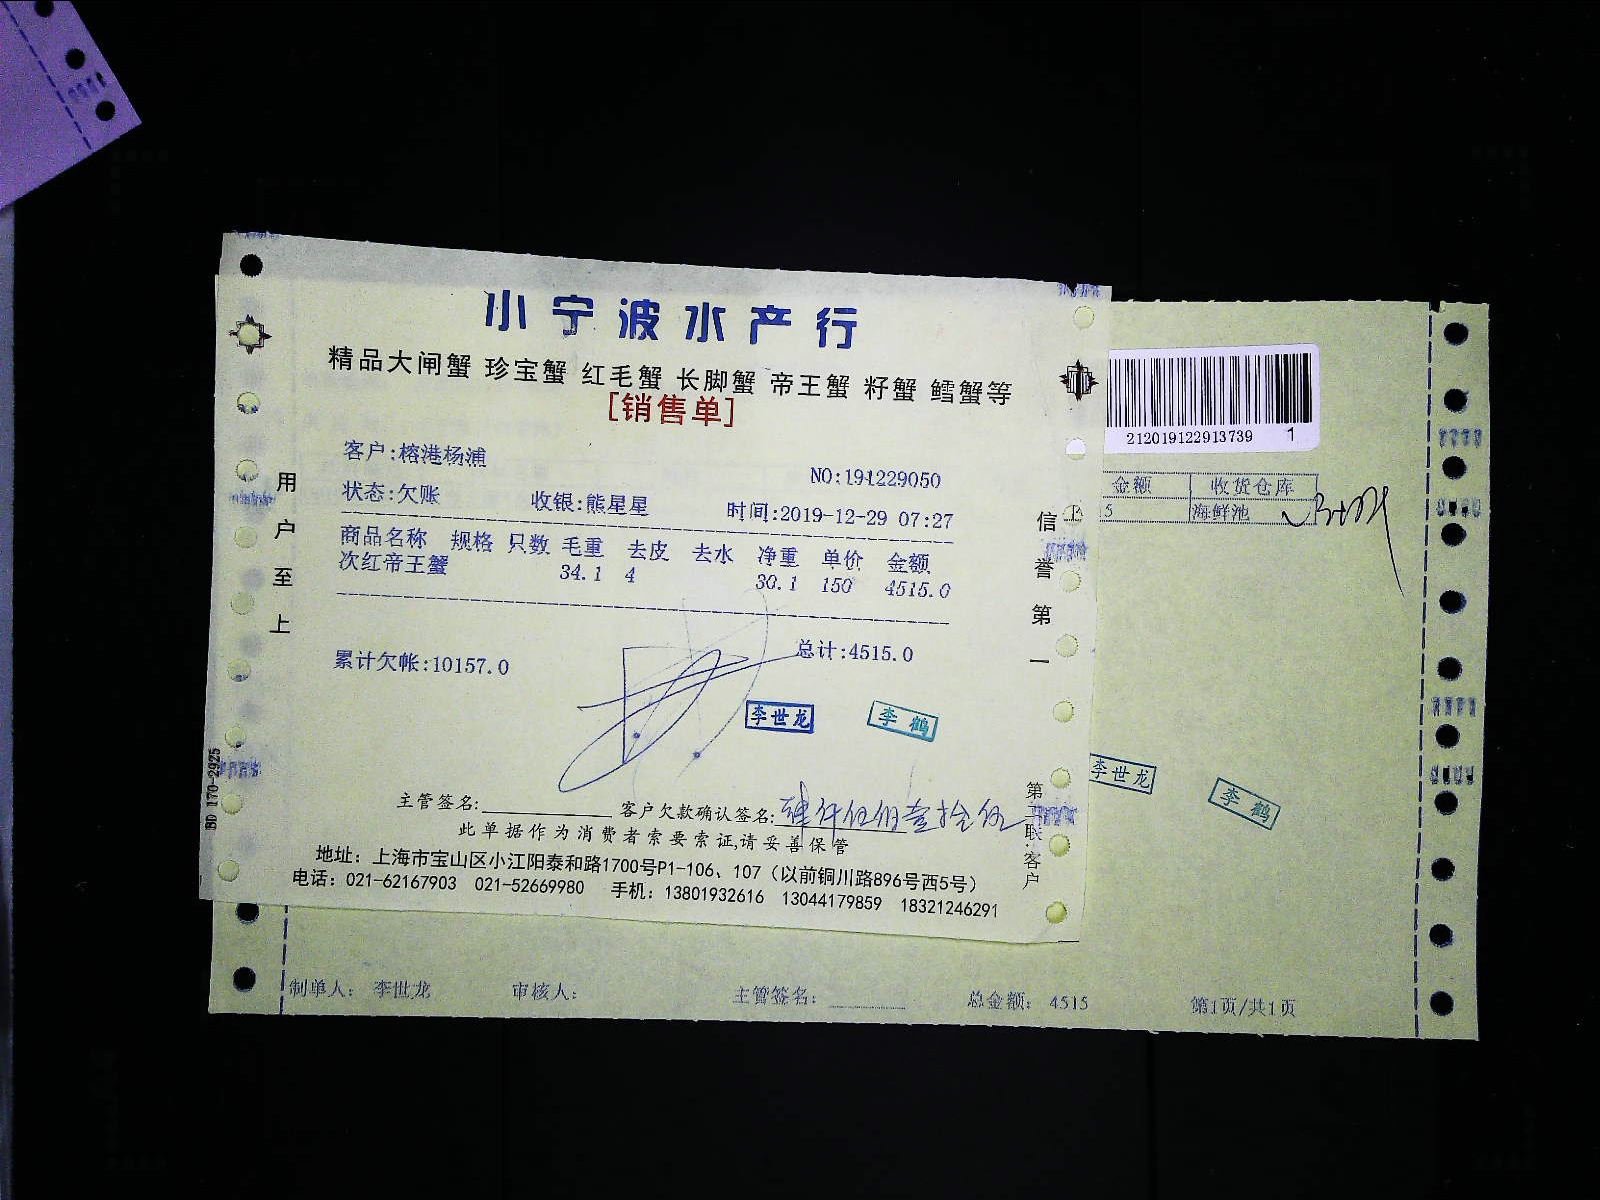 小宁波水产行
精品大闸蟹 珍宝蟹 红毛蟹 长脚蟹 帝王蟹 籽蟹 鳕蟹等
[销售单]
客户:榕港杨浦
NO:191229050
状态:欠账 收银:熊星星 时间:2019-12-29 07:27
商品名称 规格 只数 毛重 去皮 去水 净重 单价 金额
次红帝王蟹 34.1 4 30.1 150 4515.0
累计欠帐:10157.0 总计:4515.0
李世龙 李鹤
主管签名: 客户欠款确认签名:肆仟伍佰壹拾伍
此单据作为消费者索要索证,请妥善保管
地址：上海市宝山区小江阳泰和路1700号P1-106、107（以前铜川路896号西5号）
电话：021-62167903 021-52669980 手机：13801932616 13044179859 18321246291
用户至上
信誉第一
第二联:客户
BD 170-2925
212019122913739 1
金额 收货仓库
15 海鲜池
李世龙 李鹤
制单人： 李世龙 审核人： 主管签名： 总金额： 4515 第1页/共1页